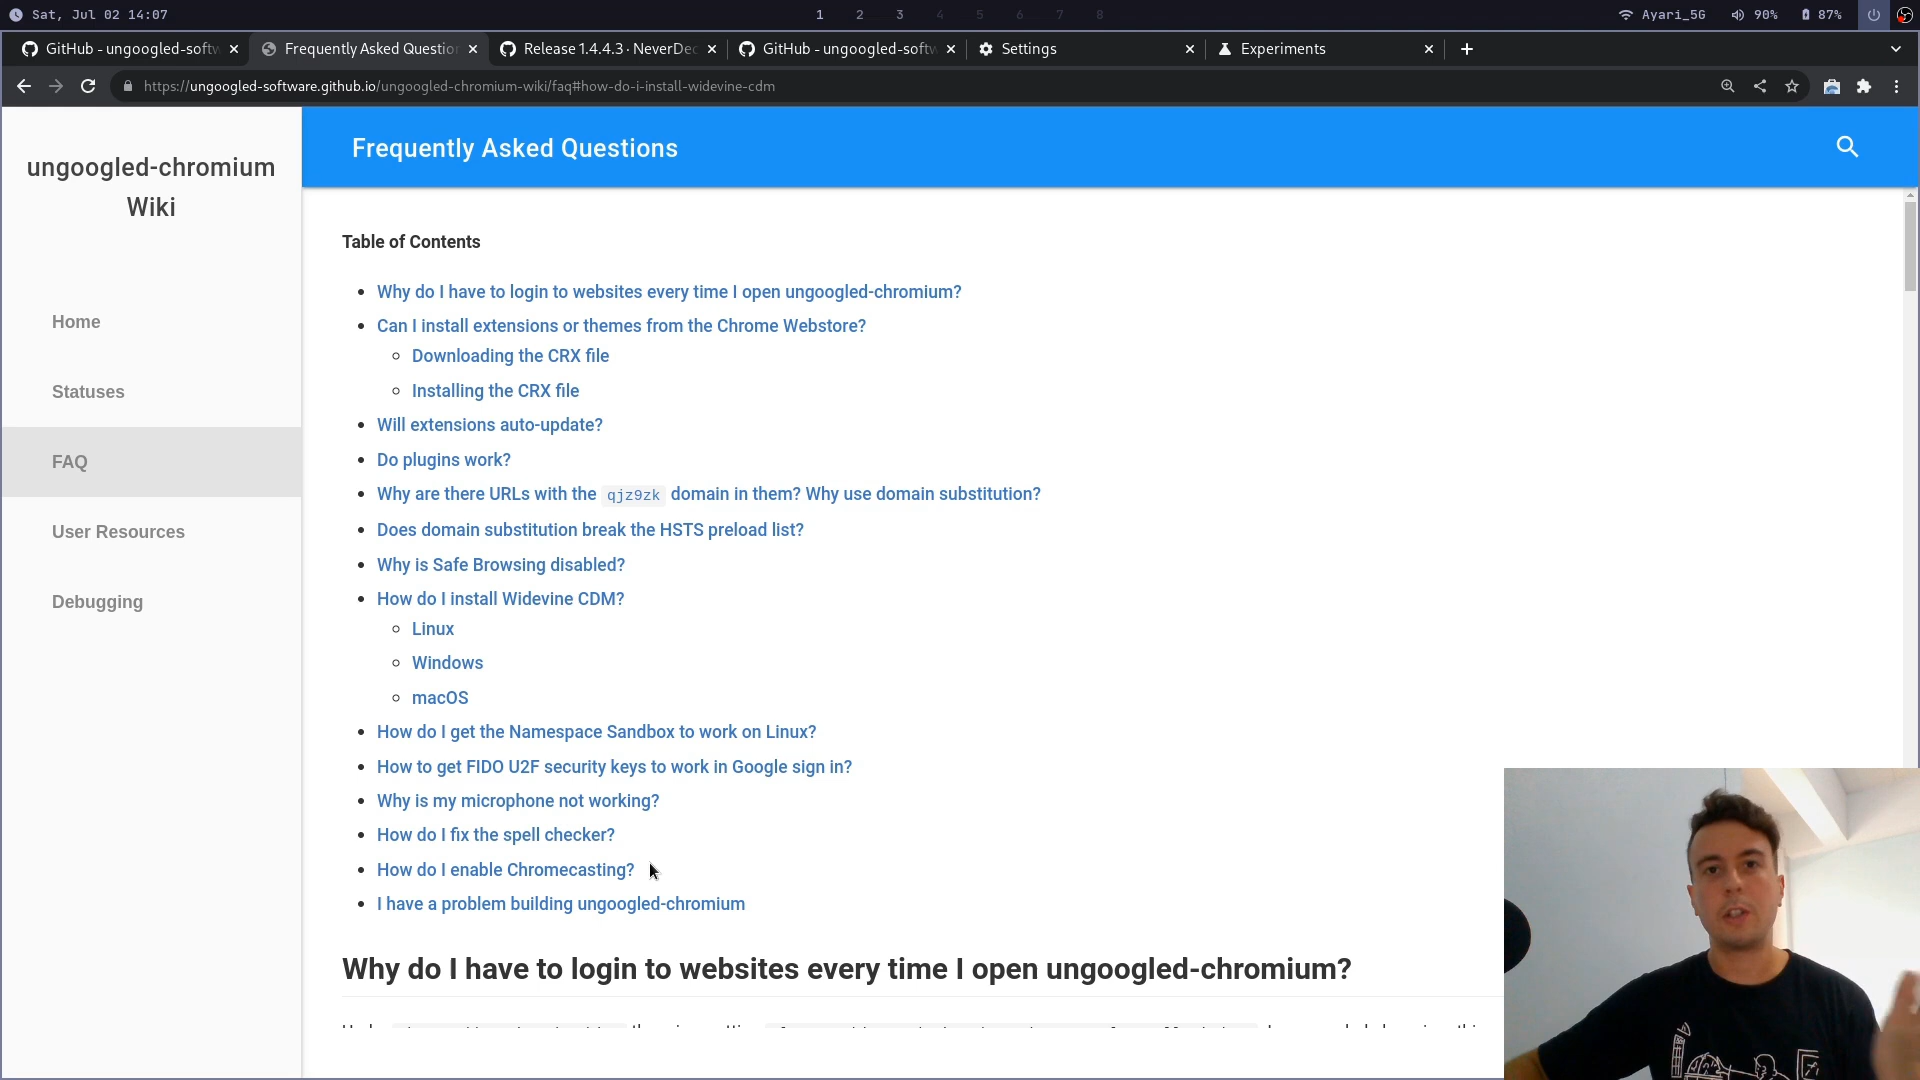 Sat, Jul 02 14:07
1 2 3 4 5 6 7 8
Ayari_5G 90% 87%
GitHub - ungoogled-softw
Frequently Asked Question
Release 1.4.4.3 · NeverDec
GitHub - ungoogled-softw
Settings
Experiments
https://ungoogled-software.github.io/ungoogled-chromium-wiki/faq#how-do-i-install-widevine-cdm
ungoogled-chromium
Wiki
Home
Statuses
FAQ
User Resources
Debugging
Frequently Asked Questions
Table of Contents
Why do I have to login to websites every time I open ungoogled-chromium?
Can I install extensions or themes from the Chrome Webstore?
Downloading the CRX file
Installing the CRX file
Will extensions auto-update?
Do plugins work?
Why are there URLs with the qjz9zk domain in them? Why use domain substitution?
Does domain substitution break the HSTS preload list?
Why is Safe Browsing disabled?
How do I install Widevine CDM?
Linux
Windows
macOS
How do I get the Namespace Sandbox to work on Linux?
How to get FIDO U2F security keys to work in Google sign in?
Why is my microphone not working?
How do I fix the spell checker?
How do I enable Chromecasting?
I have a problem building ungoogled-chromium
Why do I have to login to websites every time I open ungoogled-chromium?